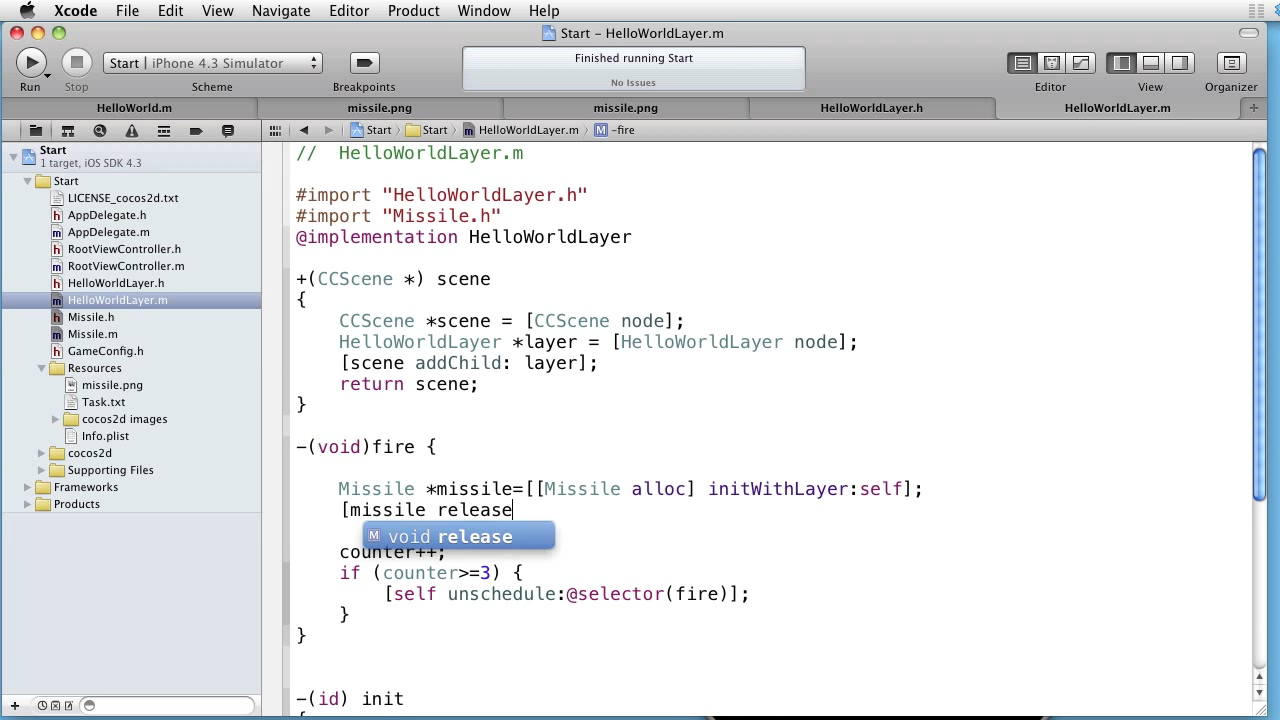 Xcode File Edit View Navigate Editor Product Window Help
Start – HelloWorldLayer.m
Start | iPhone 4.3 Simulator
Finished running Start
No Issues
Run Stop Scheme Breakpoints Editor View Organizer
HelloWorld.m missile.png missile.png HelloWorldLayer.h HelloWorldLayer.m
Start Start HelloWorldLayer.m M -fire
Start
1 target, iOS SDK 4.3
Start
LICENSE_cocos2d.txt
h AppDelegate.h
m AppDelegate.m
h RootViewController.h
m RootViewController.m
h HelloWorldLayer.h
m HelloWorldLayer.m
h Missile.h
m Missile.m
h GameConfig.h
Resources
missile.png
Task.txt
cocos2d images
Info.plist
cocos2d
Supporting Files
Frameworks
Products
// HelloWorldLayer.m
#import "HelloWorldLayer.h"
#import "Missile.h"
@implementation HelloWorldLayer
+(CCScene *) scene
{
CCScene *scene = [CCScene node];
HelloWorldLayer *layer = [HelloWorldLayer node];
[scene addChild: layer];
return scene;
}
-(void)fire {
Missile *missile=[[Missile alloc] initWithLayer:self];
[missile release
M void release
counter++;
if (counter>=3) {
[self unschedule:@selector(fire)];
}
}
-(id) init